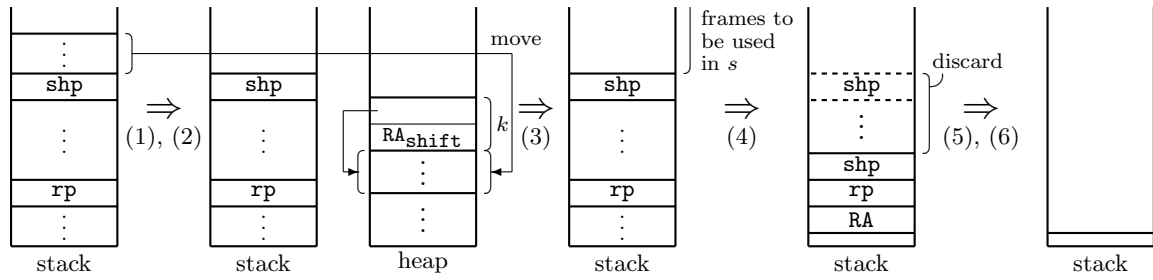 frames to
be used
in s
move
discard
shp
shp
shp
shp
⇒
k
⇒
⇒
⇒
(1), (2)
RAshift
(3)
(4)
(5), (6)
shp
rp
rp
rp
RA
stack
stack
heap
stack
stack
stack